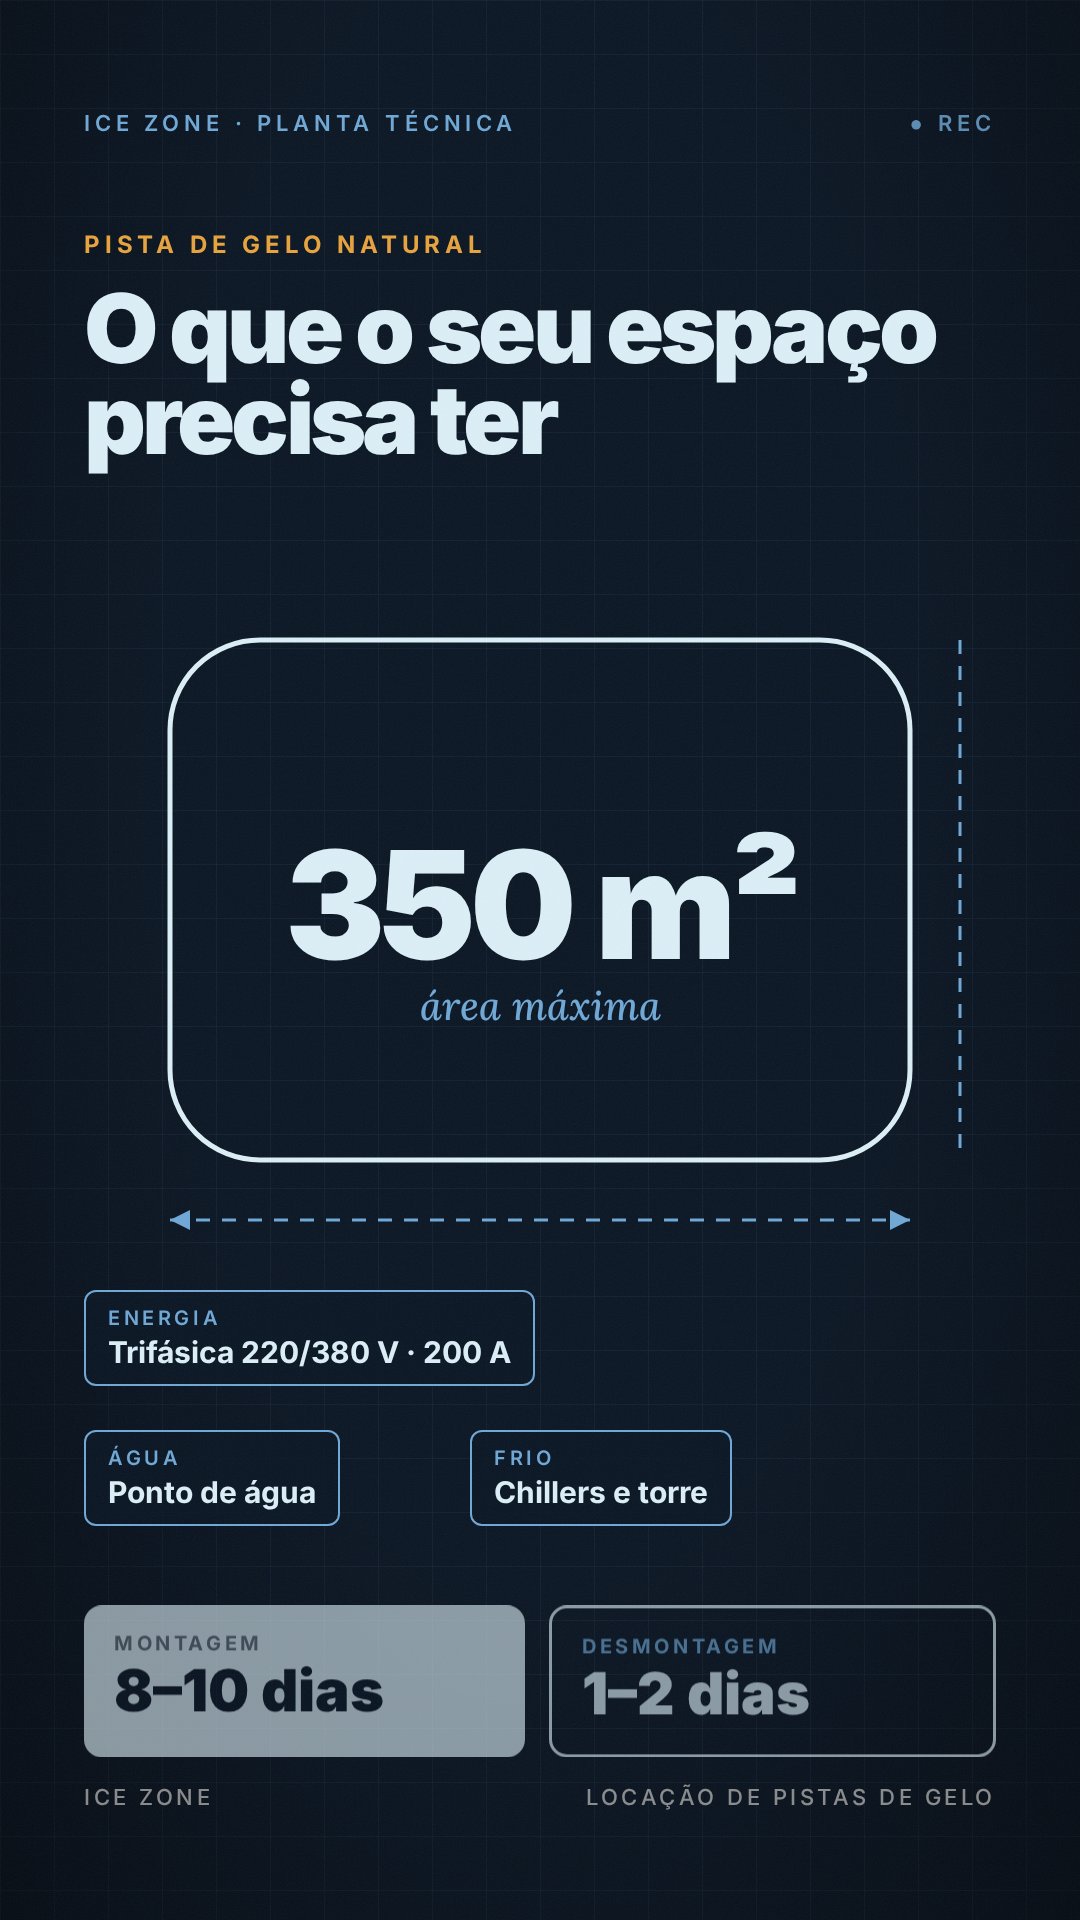 ICE ZONE · PLANTA TÉCNICA
• REC
PISTA DE GELO NATURAL
O que o seu espaço
precisa ter
350 m²
área máxima
ENERGIA
Trifásica 220/380 V · 200 A
ÁGUA
Ponto de água
FRIO
Chillers e torre
MONTAGEM
8–10 dias
DESMONTAGEM
1–2 dias
ICE ZONE
LOCAÇÃO DE PISTAS DE GELO